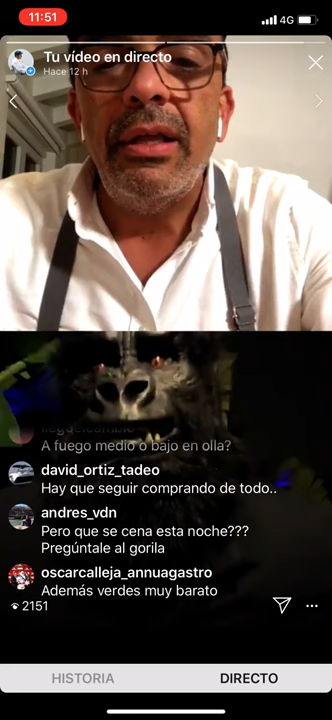 11:51
4G
Tu vídeo en directo
Hace 12 h
A fuego medio o bajo en olla?
david_ortiz_tadeo
Hay que seguir comprando de todo..
andres_vdn
Pero que se cena esta noche???
Pregúntale al gorila
oscarcalleja_annuagastro
Además verdes muy barato
2151
HISTORIA
DIRECTO